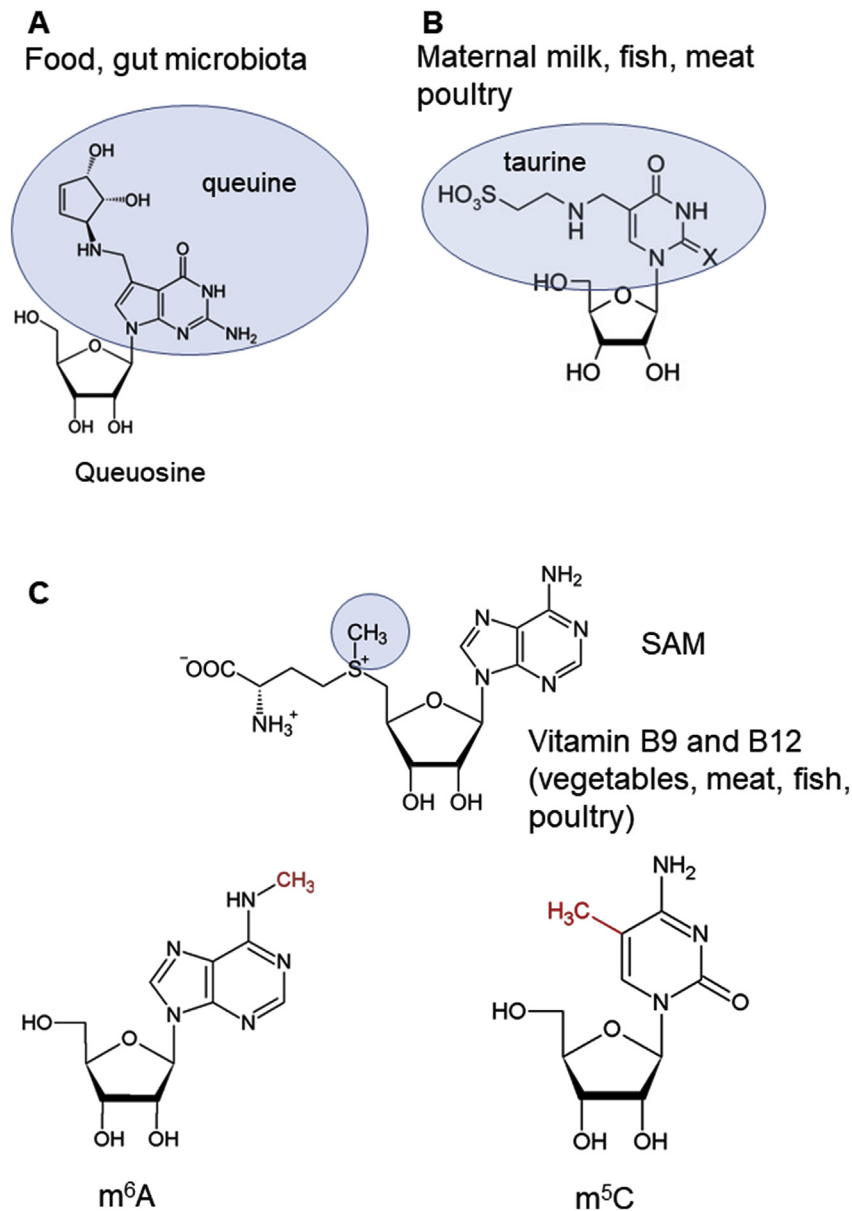 A
Food, gut microbiota
OH
queuine
OH
HN
O
NH
HO
N
N
NH₂
O
OH OH
Queuosine
B
Maternal milk, fish, meat
poultry
taurine
O
HO₃S
N
H
NH
N
X
HO
O
HO OH
C
NH₂
CH₃
N
N
SAM
⁻OOC
S⁺
N
N
NH₃⁺
O
Vitamin B9 and B12
(vegetables, meat, fish,
poultry)
OH OH
HN
CH₃
N
N
N
N
HO
O
OH OH
m⁶A
NH₂
H₃C
N
N
O
HO
O
OH OH
m⁵C